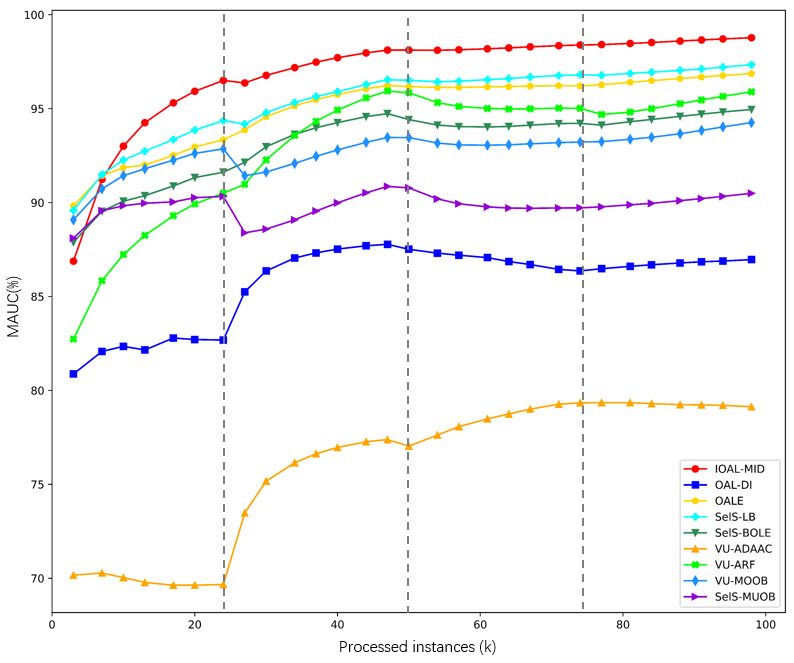 100
95
90
85
80
75
70
MAUC(%)
0 20 40 60 80 100
Processed instances (k)
IOAL-MID
OAL-DI
OALE
SelS-LB
SelS-BOLE
VU-ADAAC
VU-ARF
VU-MOOB
SelS-MUOB